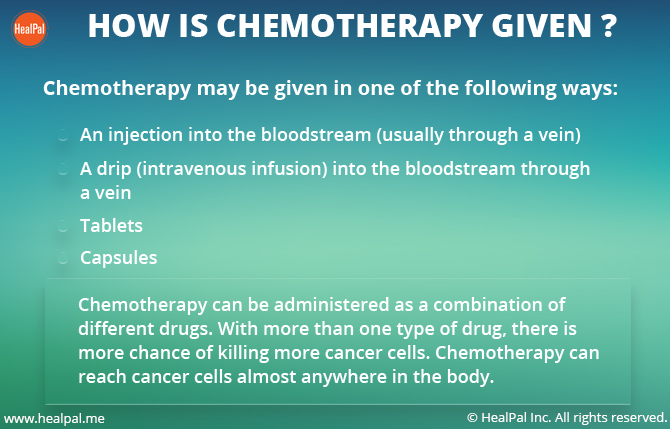 HealPal
HOW IS CHEMOTHERAPY GIVEN ?
Chemotherapy may be given in one of the following ways:
An injection into the bloodstream (usually through a vein)
A drip (intravenous infusion) into the bloodstream through
a vein
Tablets
Capsules
Chemotherapy can be administered as a combination of
different drugs. With more than one type of drug, there is
more chance of killing more cancer cells. Chemotherapy can
reach cancer cells almost anywhere in the body.
www.healpal.me
© HealPal Inc. All rights reserved.